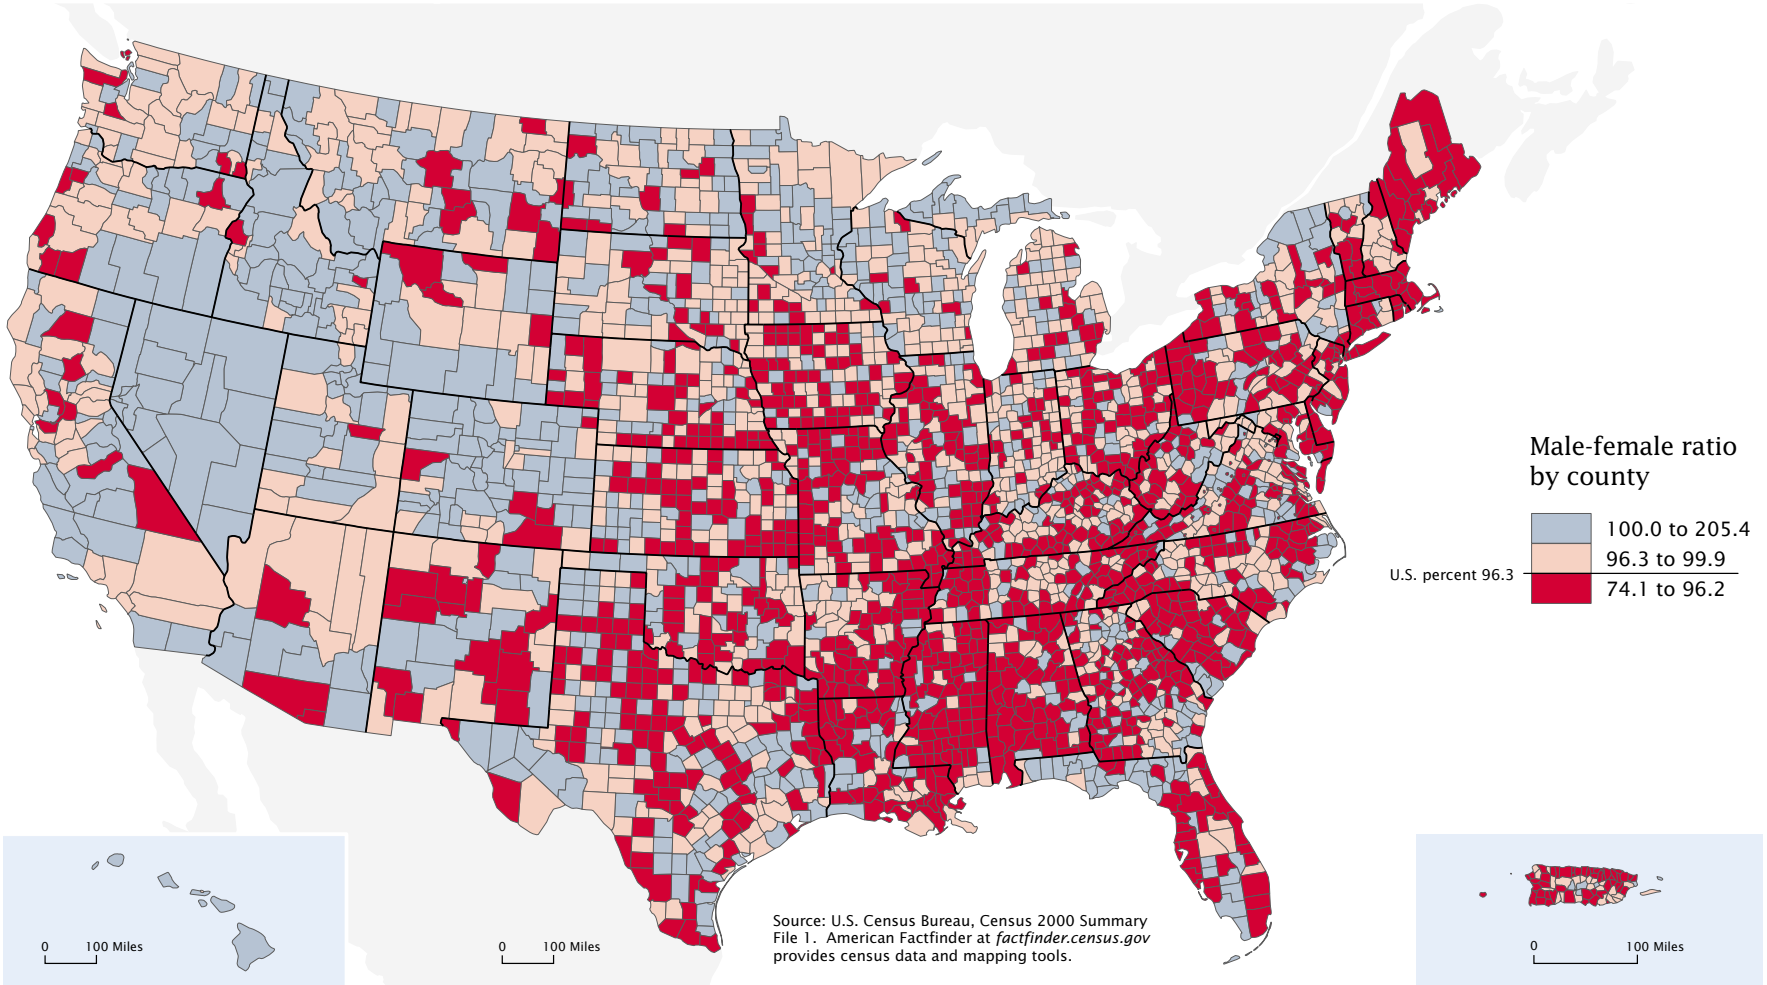 Male-female ratio
by county
100.0 to 205.4
96.3 to 99.9
U.S. percent 96.3
74.1 to 96.2
Source: U.S. Census Bureau, Census 2000 Summary
File 1.  American Factfinder at factfinder.census.gov
provides census data and mapping tools.
0 100 Miles
0 100 Miles
0 100 Miles